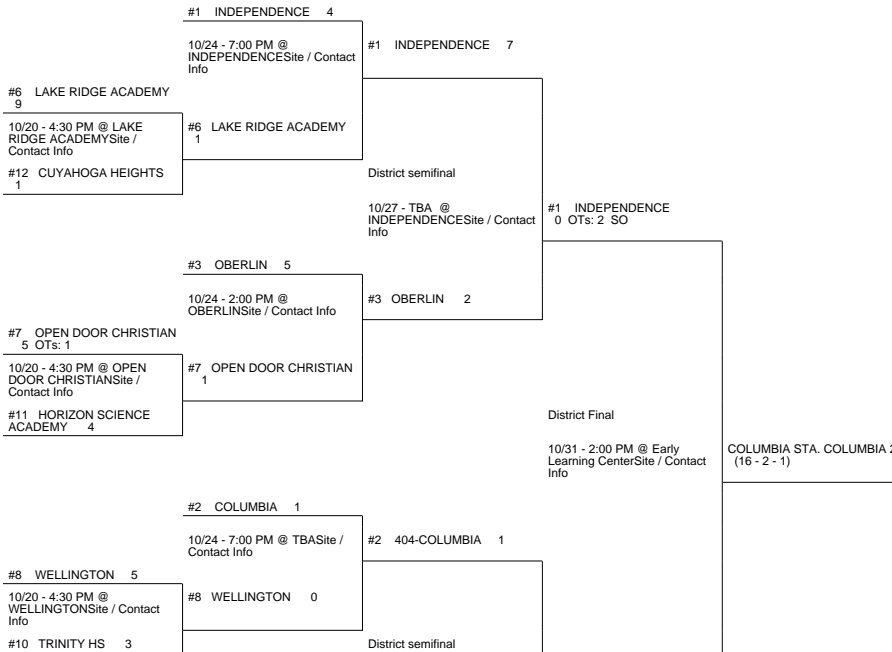 #1 INDEPENDENCE 4
10/24 - 7:00 PM @
INDEPENDENCESite / Contact
Info
#1 INDEPENDENCE 7
#6 LAKE RIDGE ACADEMY
9
10/20 - 4:30 PM @ LAKE
RIDGE ACADEMYSite /
Contact Info
#6 LAKE RIDGE ACADEMY
1
#12 CUYAHOGA HEIGHTS
1
District semifinal
10/27 - TBA @
INDEPENDENCESite / Contact
Info
#1 INDEPENDENCE
0 OTs: 2 SO
#3 OBERLIN 5
10/24 - 2:00 PM @
OBERLINSite / Contact Info
#3 OBERLIN 2
#7 OPEN DOOR CHRISTIAN
5 OTs: 1
10/20 - 4:30 PM @ OPEN
DOOR CHRISTIANSite /
Contact Info
#7 OPEN DOOR CHRISTIAN
1
#11 HORIZON SCIENCE
ACADEMY 4
District Final
10/31 - 2:00 PM @ Early
Learning CenterSite / Contact
Info
COLUMBIA STA. COLUMBIA 2
(16 - 2 - 1)
#2 COLUMBIA 1
10/24 - 7:00 PM @ TBASite /
Contact Info
#2 404-COLUMBIA 1
#8 WELLINGTON 5
10/20 - 4:30 PM @
WELLINGTONSite / Contact
Info
#8 WELLINGTON 0
#10 TRINITY HS 3
District semifinal